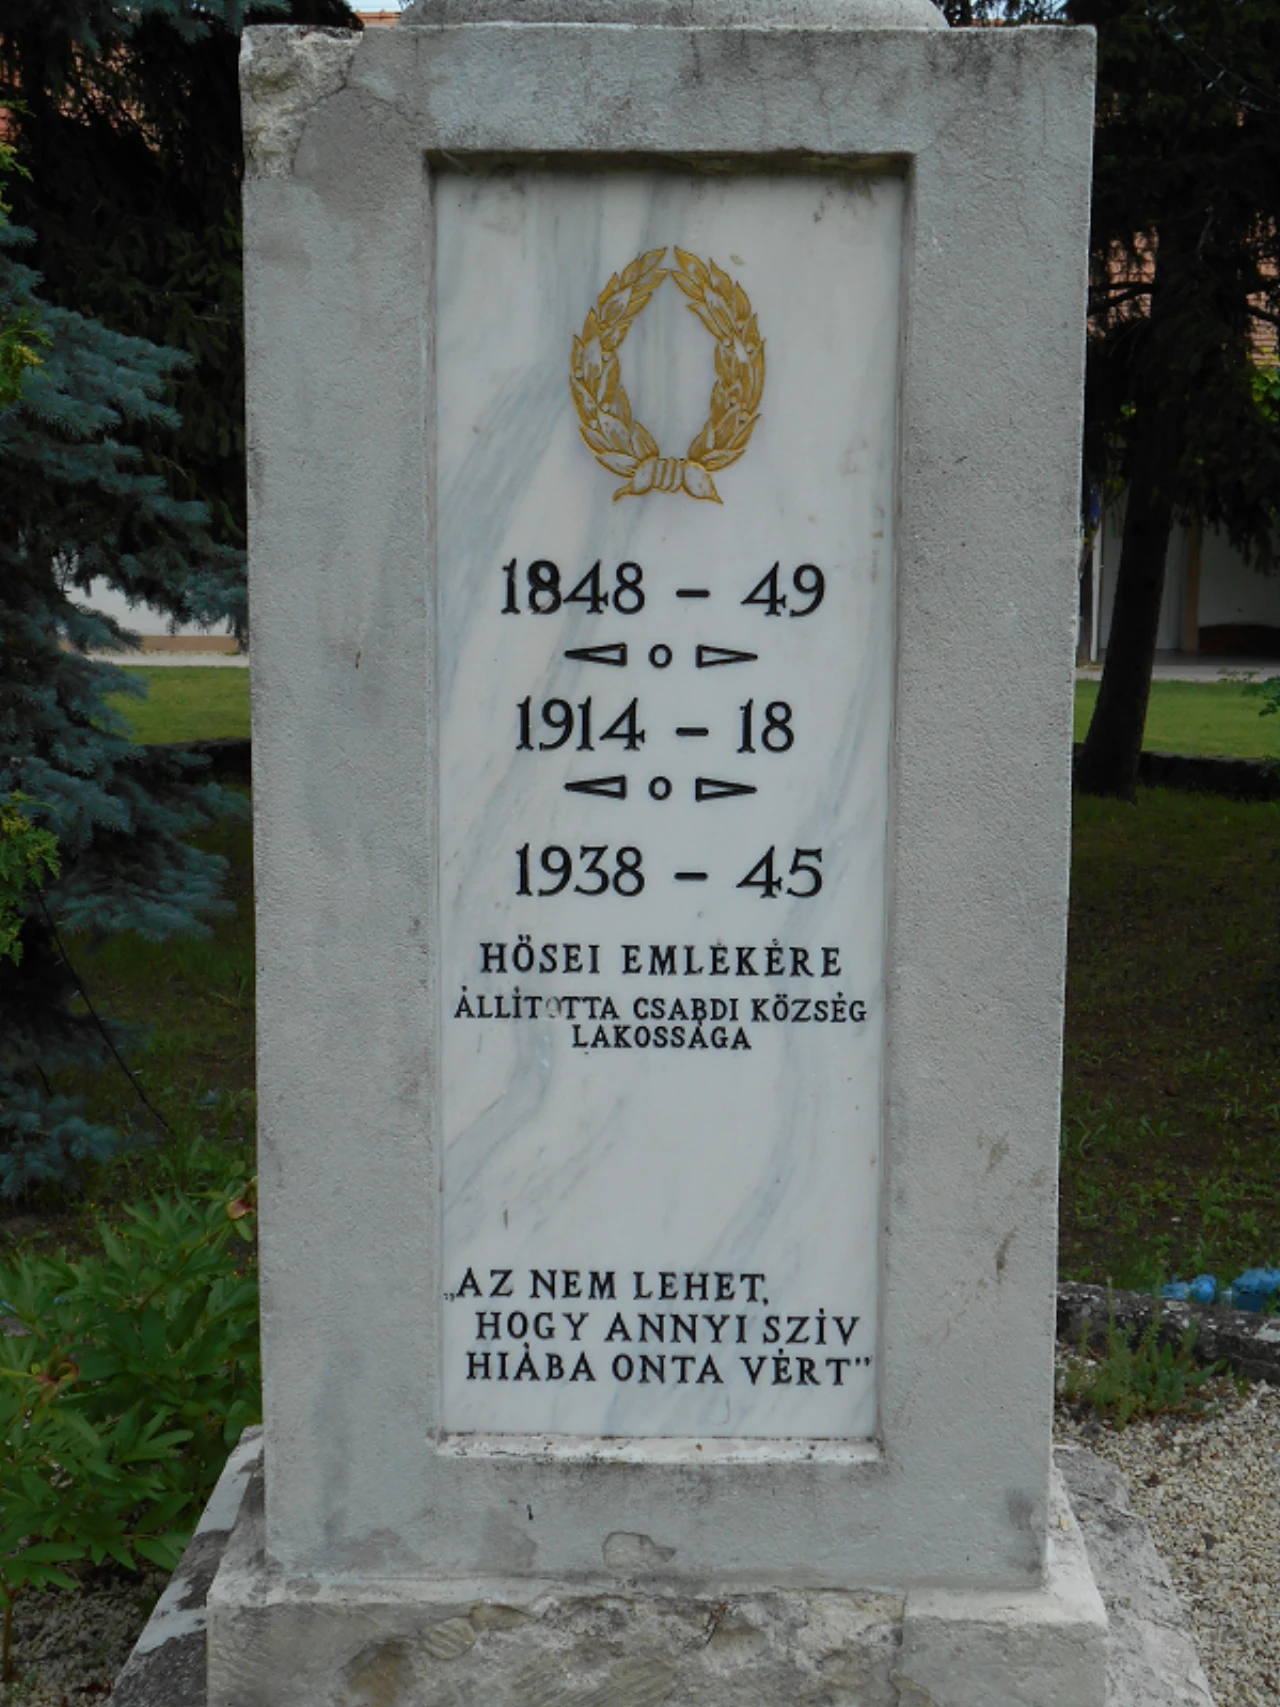 1848 - 49
1914 - 18
1938 - 45
HŐSEI EMLÉKÉRE
ÁLLÍTOTTA CSABDI KÖZSÉG
LAKOSSÁGA
„AZ NEM LEHET,
HOGY ANNYI SZÍV
HIÁBA ONTA VÉRT"